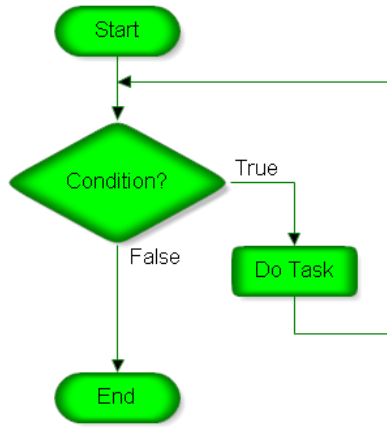 Start
Condition?
True
False
Do Task
End